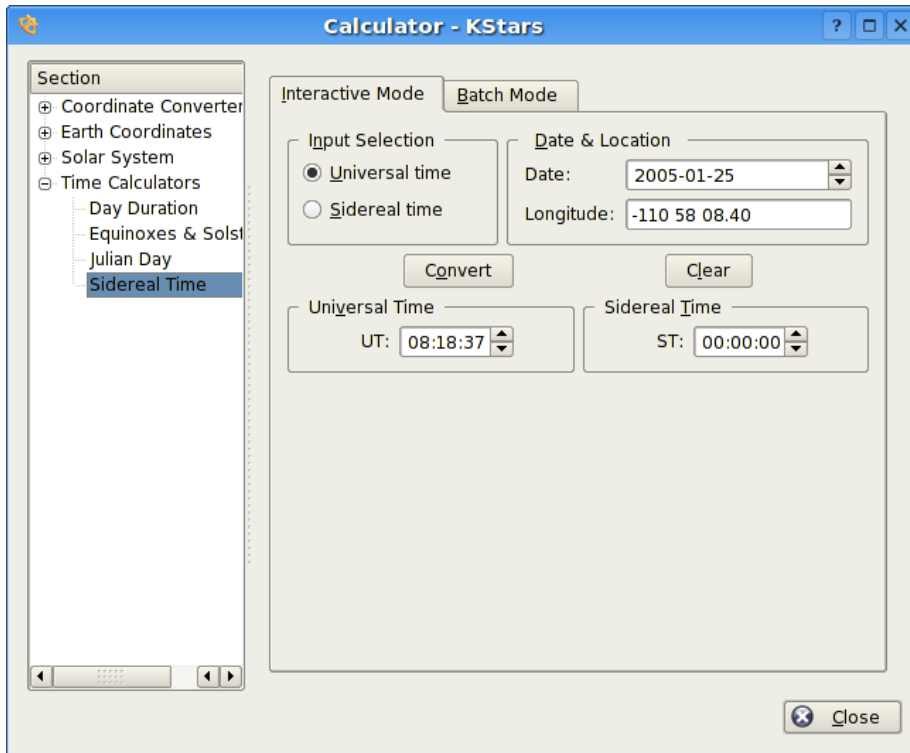 Calculator - KStars
Section
Coordinate Converter
Earth Coordinates
Solar System
Time Calculators
Day Duration
Equinoxes & Solst
Julian Day
Sidereal Time
Interactive Mode
Batch Mode
Input Selection
Universal time
Sidereal time
Date & Location
Date: 2005-01-25
Longitude: -110 58 08.40
Convert
Clear
Universal Time
UT: 08:18:37
Sidereal Time
ST: 00:00:00
Close